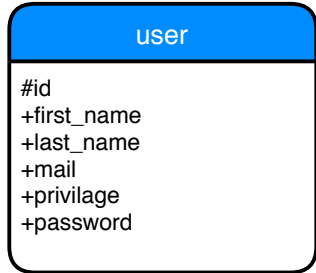 user
#id
+first_name
+last_name
+mail
+privilage
+password